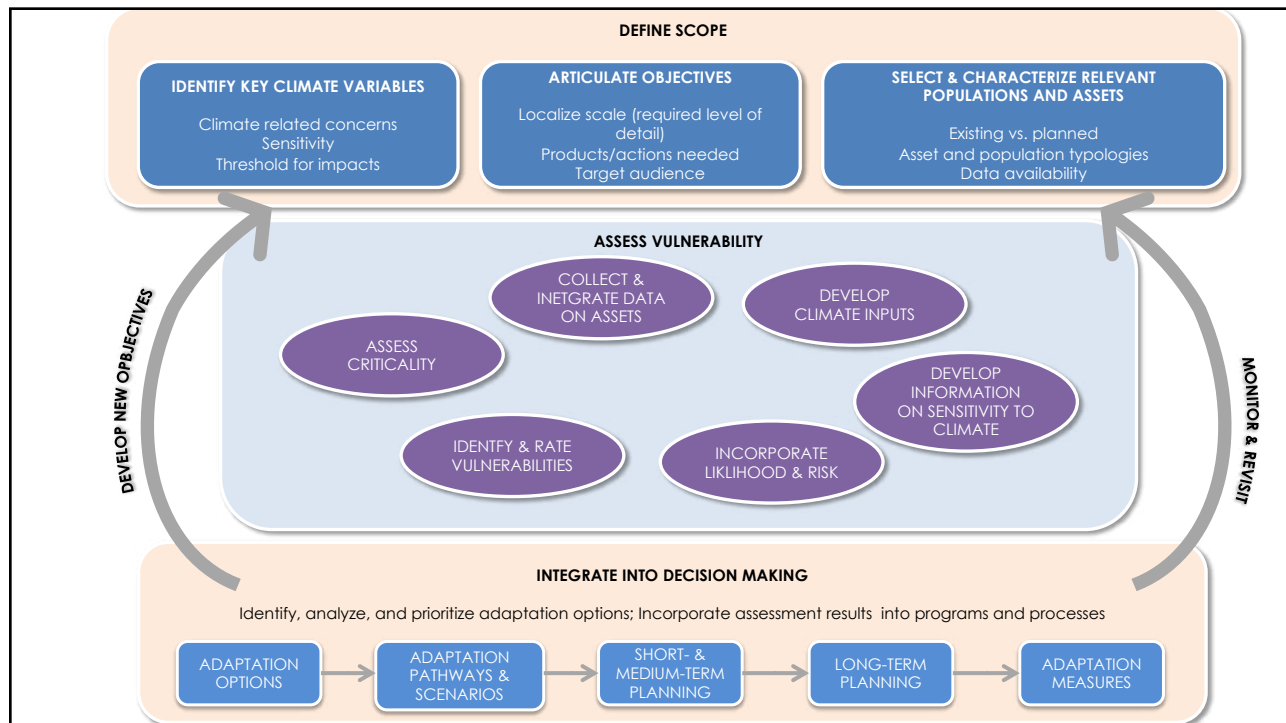 DEFINE SCOPE
IDENTIFY KEY CLIMATE VARIABLES
Climate related concerns
Sensitivity
Threshold for impacts
ARTICULATE OBJECTIVES
Localize scale (required level of
detail)
Products/actions needed
Target audience
SELECT & CHARACTERIZE RELEVANT
POPULATIONS AND ASSETS
Existing vs. planned
Asset and population typologies
Data availability
ASSESS VULNERABILITY
COLLECT &
INETGRATE DATA
ON ASSETS
DEVELOP
CLIMATE INPUTS
ASSESS
CRITICALITY
DEVELOP
INFORMATION
ON SENSITIVITY TO
CLIMATE
IDENTFY & RATE
VULNERABILITIES
INCORPORATE
LIKLIHOOD & RISK
DEVELOP NEW OPBJECTIVES
MONITOR & REVISIT
INTEGRATE INTO DECISION MAKING
Identify, analyze, and prioritize adaptation options; Incorporate assessment results into programs and processes
ADAPTATION
OPTIONS
ADAPTATION
PATHWAYS &
SCENARIOS
SHORT- &
MEDIUM-TERM
PLANNING
LONG-TERM
PLANNING
ADAPTATION
MEASURES